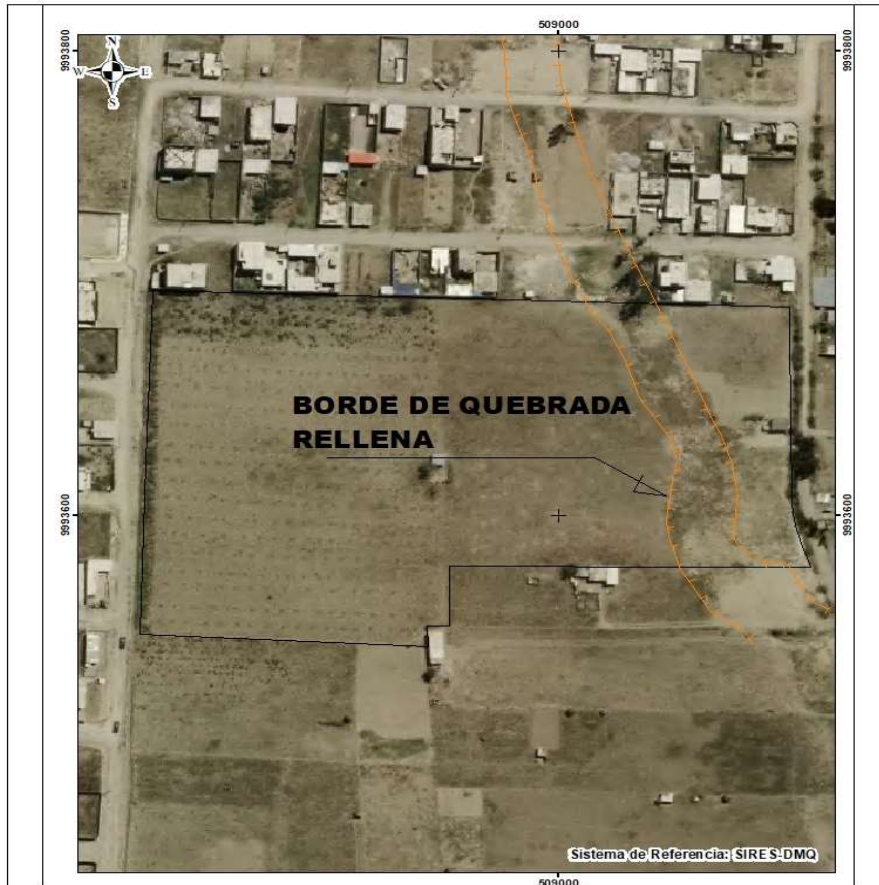 509000
9993800
9993800
N
W E
S
BORDE DE QUEBRADA
RELLENA
9993600
9993600
Sistema de Referencia: SIRES-DMQ
509000